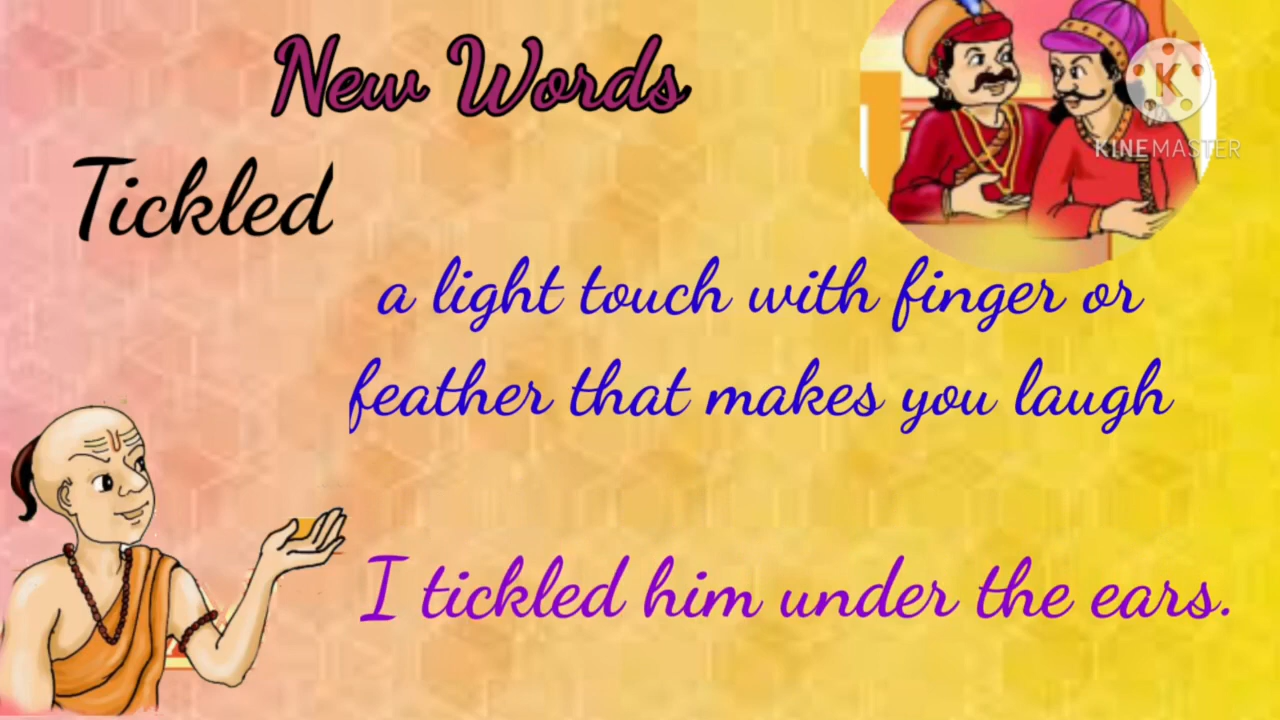 New Words
K
KINEMASTER
Tickled
a light touch with finger or
feather that makes you laugh
I tickled him under the ears.